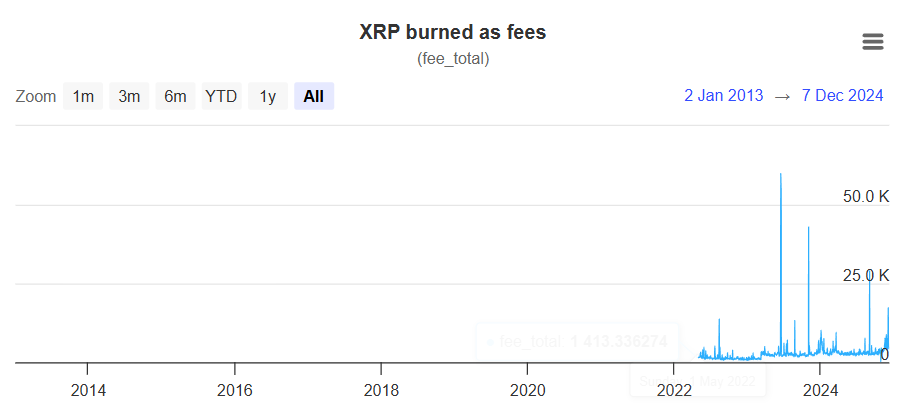 XRP burned as fees
(fee_total)
Zoom 1m 3m 6m YTD 1y All
2 Jan 2013 → 7 Dec 2024
50.0 K
25.0 K
fee_total 1 413.336274
0
May 2022
2014 2016 2018 2020 2022 2024